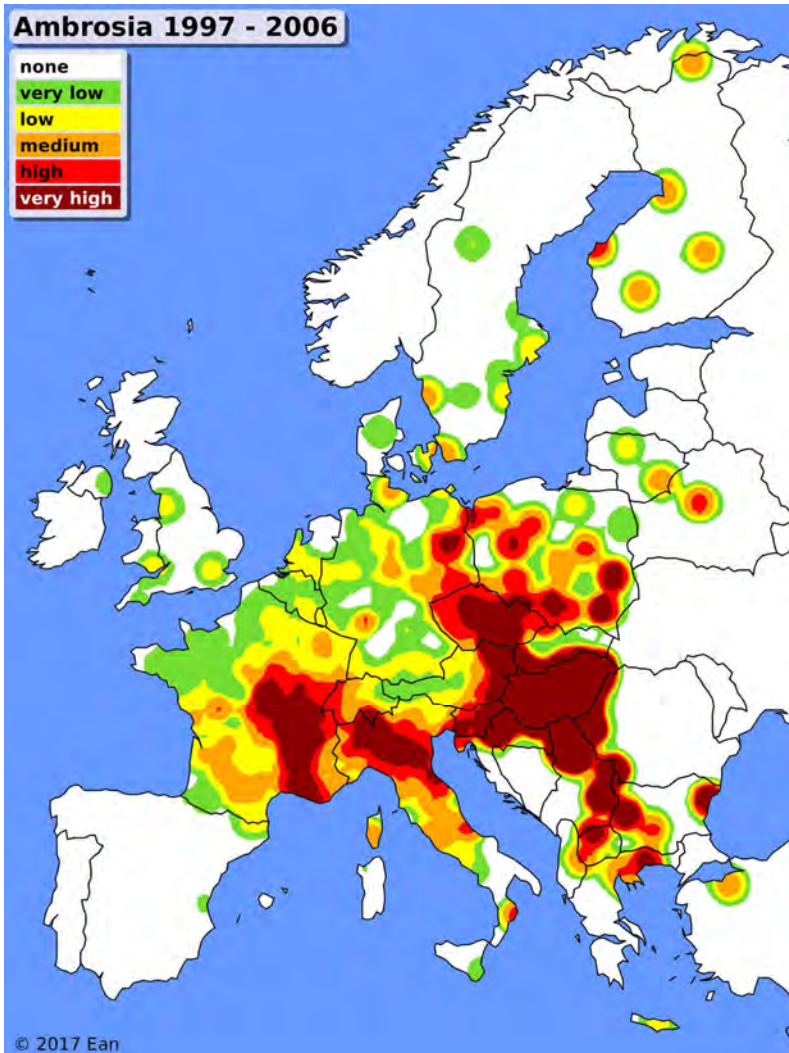 Ambrosia 1997 - 2006
none
very low
low
medium
high
very high
© 2017 Ean